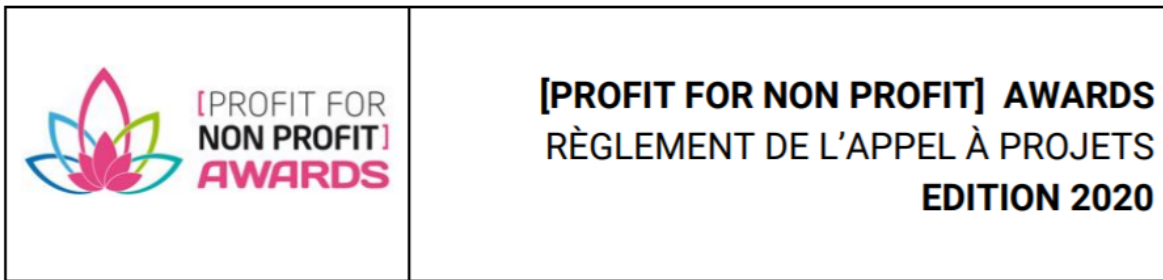 [PROFIT FOR
NON PROFIT]
AWARDS
[PROFIT FOR NON PROFIT] AWARDS
RÈGLEMENT DE L’APPEL À PROJETS
EDITION 2020